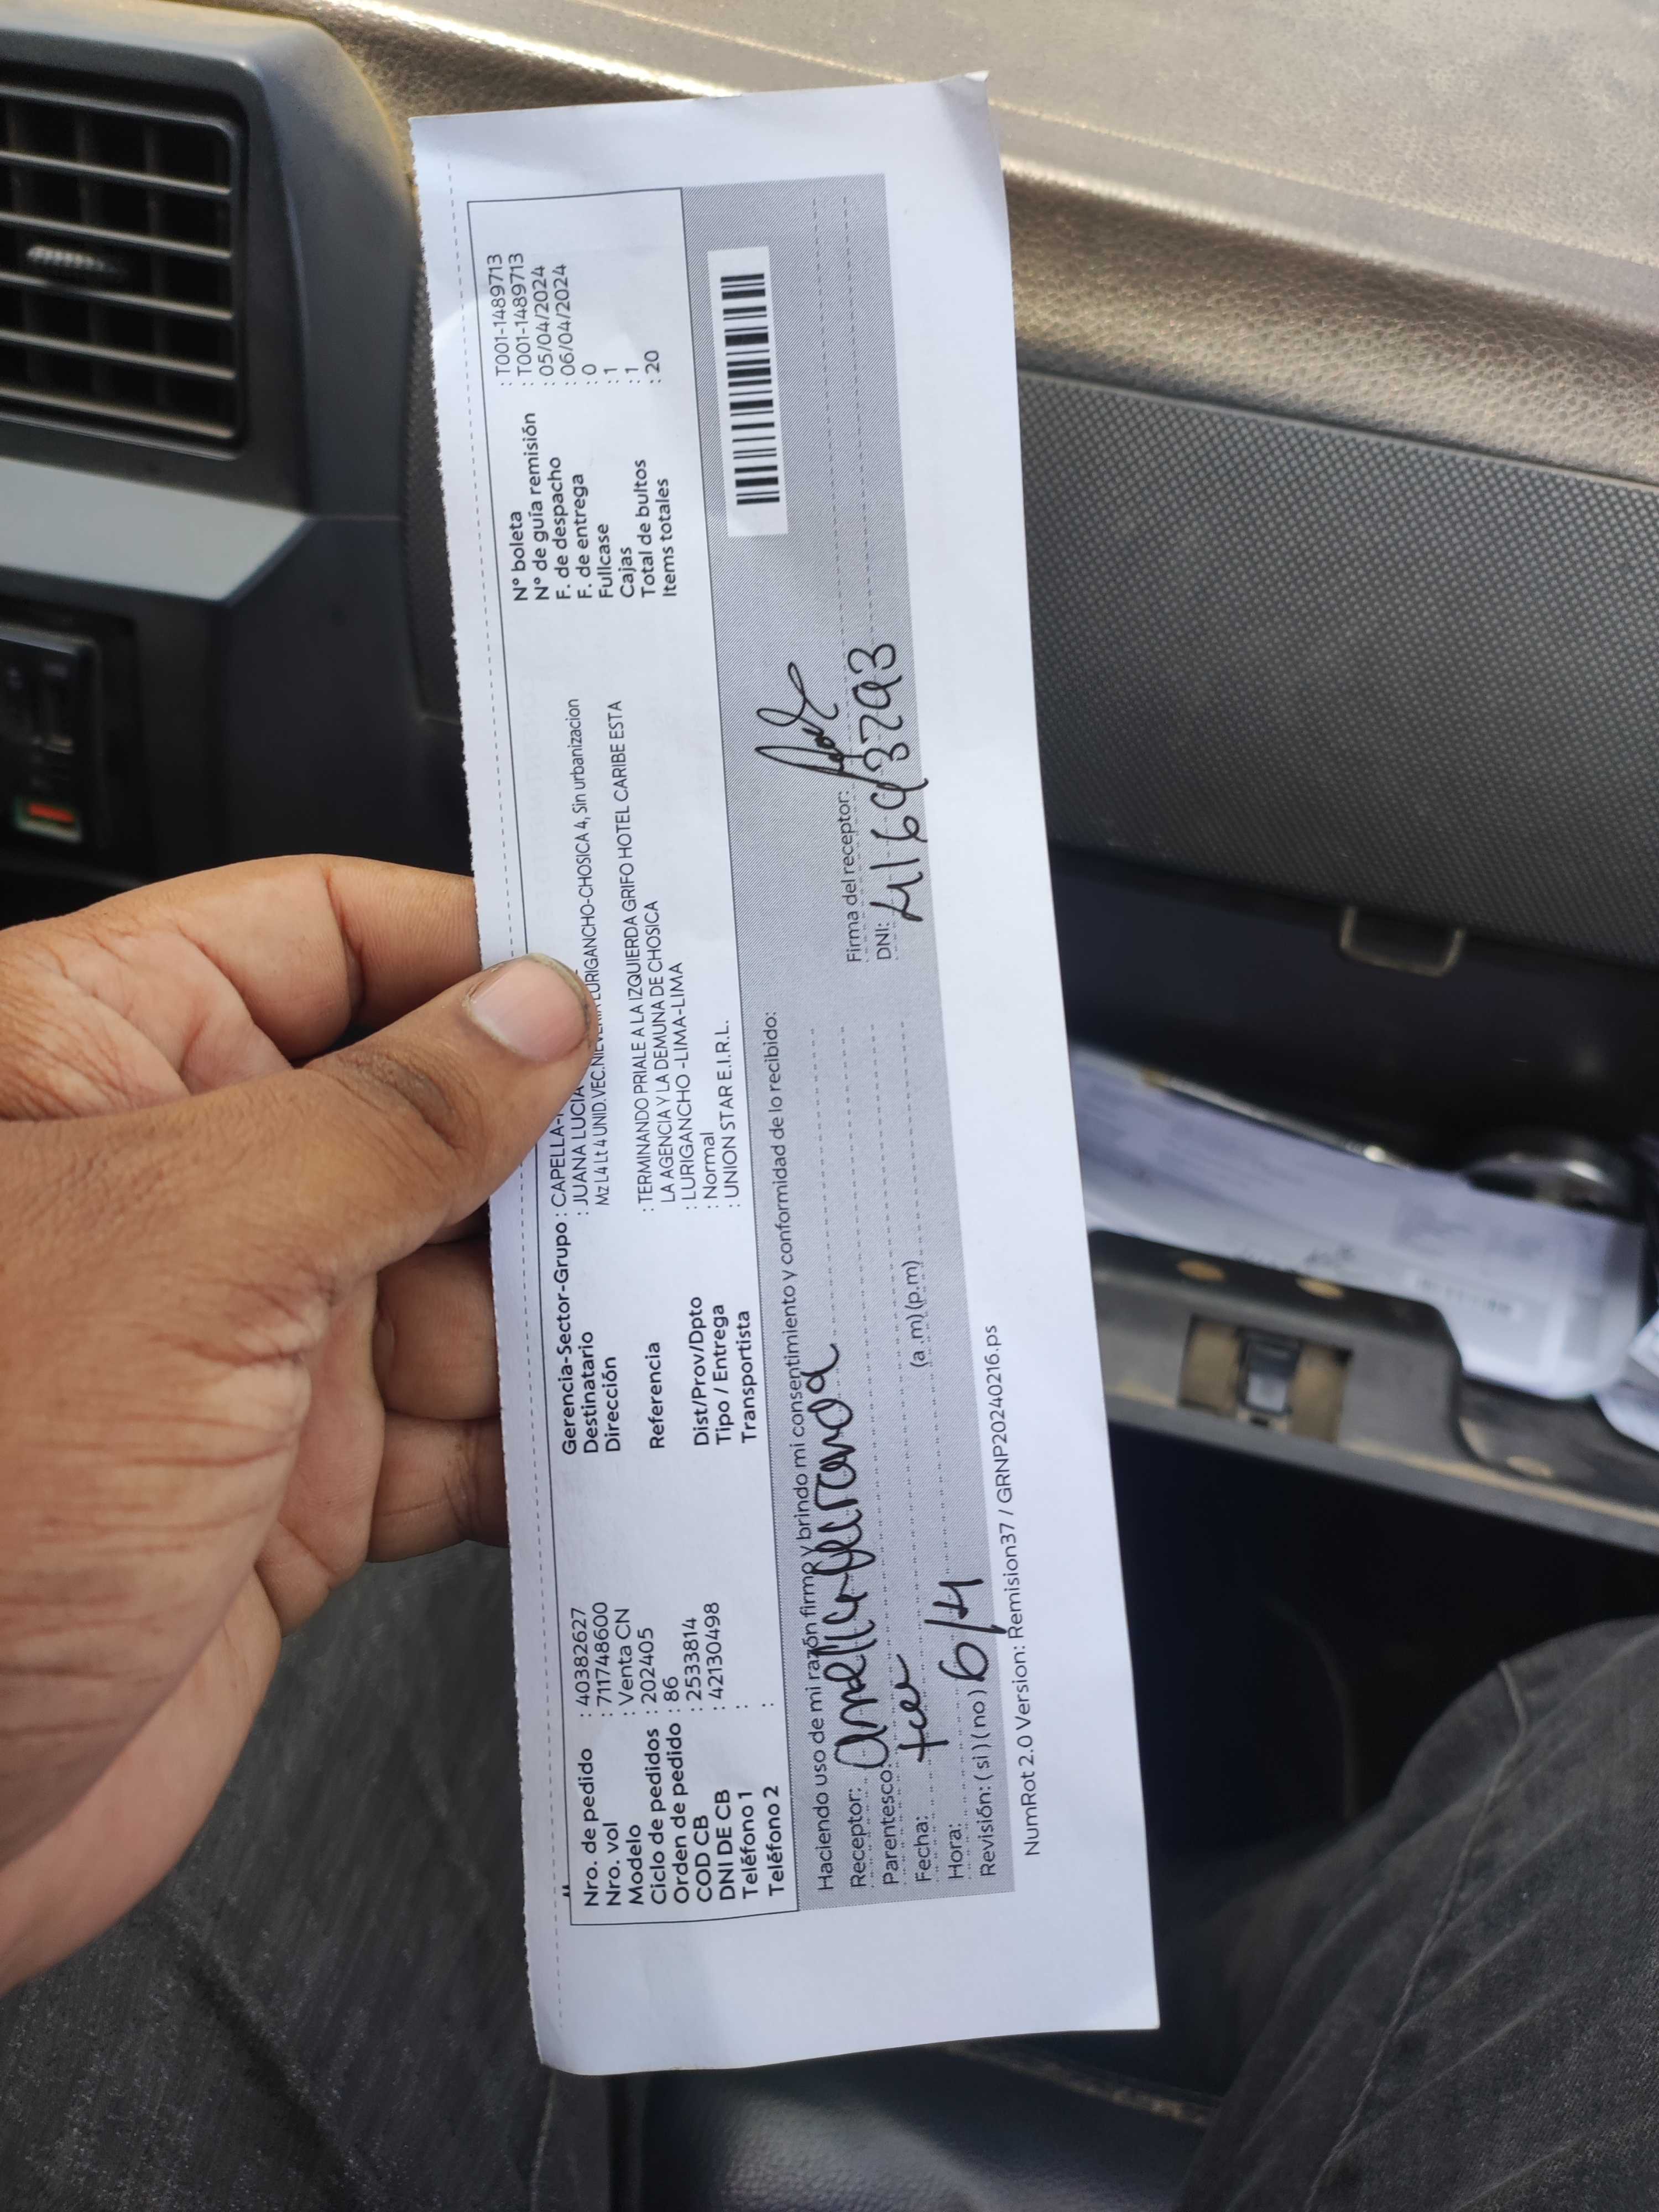 Nro. de pedido : 40382627
Nro. vol : 711748600
Modelo : Venta CN
Ciclo de pedidos : 202405
Orden de pedido : 86
COD CB : 2533814
DNI DE CB : 42130498
Teléfono 1 :
Teléfono 2 :
Gerencia-Sector-Grupo : CAPELLA-
Destinatario : JUANA LUCIA
Dirección Mz L4 Lt 4 UNID.VEC. LURIGANCHO-CHOSICA 4, Sin urbanizacion
Referencia : TERMINANDO PRIALE A LA IZQUIERDA GRIFO HOTEL CARIBE ESTA
LA AGENCIA Y LA DEMUNA DE CHOSICA
Dist/Prov/Dpto : LURIGANCHO -LIMA-LIMA
Tipo / Entrega : Normal
Transportista : UNION STAR E.I.R.L.
N° boleta : T001-1489713
N° de guía remisión : T001-1489713
F. de despacho : 05/04/2024
F. de entrega : 06/04/2024
Fullcase : 0
Cajas : 1
Total de bultos : 1
Items totales : 20
Haciendo uso de mi razón firmo y brindo mi consentimiento y conformidad de lo recibido:
Receptor:
Parentesco:
Fecha:
Hora: 6/4 (a .m) (p.m)
Revisión: ( si ) ( no )
Firma del receptor:
DNI:
NumRot 2.0 Version: Remision37 / GRNP20240216.ps